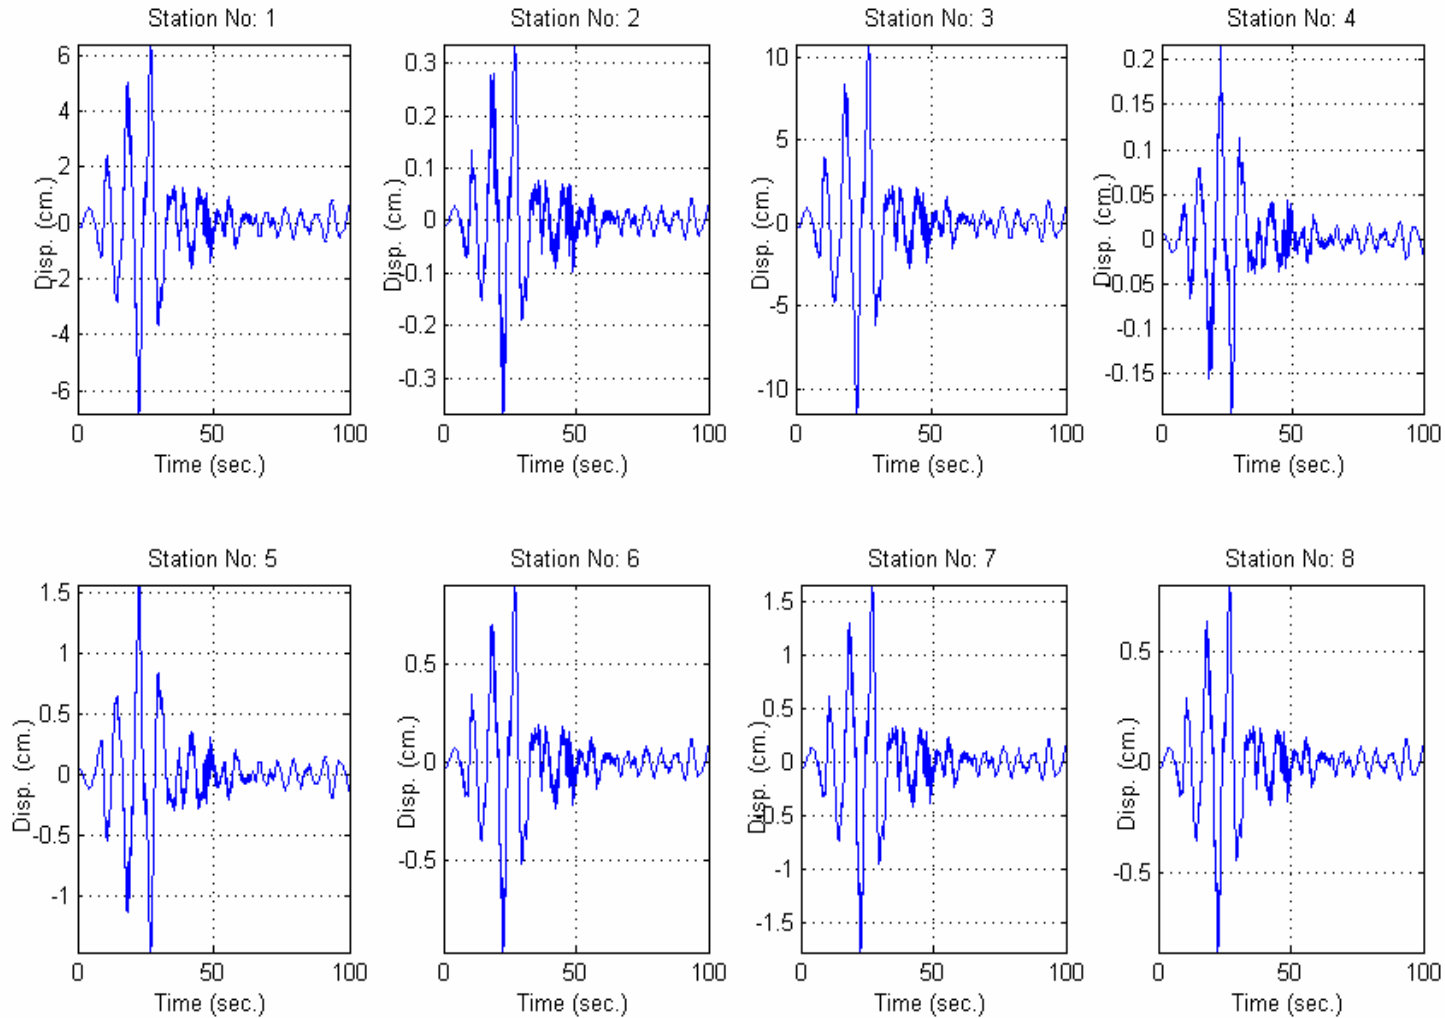 Station No: 1
Station No: 2
Station No: 3
Station No: 4
6
4
2
0
-2
-4
-6
Disp. (cm.)
0
50
100
Time (sec.)
0.3
0.2
0.1
0
-0.1
-0.2
-0.3
Disp. (cm.)
0
50
100
Time (sec.)
10
5
0
-5
-10
Disp. (cm.)
0
50
100
Time (sec.)
0.2
0.15
0.1
0.05
0
-0.05
-0.1
-0.15
Disp. (cm.)
0
50
100
Time (sec.)
Station No: 5
Station No: 6
Station No: 7
Station No: 8
1.5
1
0.5
0
-0.5
-1
Disp. (cm.)
0
50
100
Time (sec.)
0.5
0
-0.5
Disp. (cm.)
0
50
100
Time (sec.)
1.5
1
0.5
0
-0.5
-1
-1.5
Disp. (cm.)
0
50
100
Time (sec.)
0.5
0
-0.5
Disp. (cm.)
0
50
100
Time (sec.)